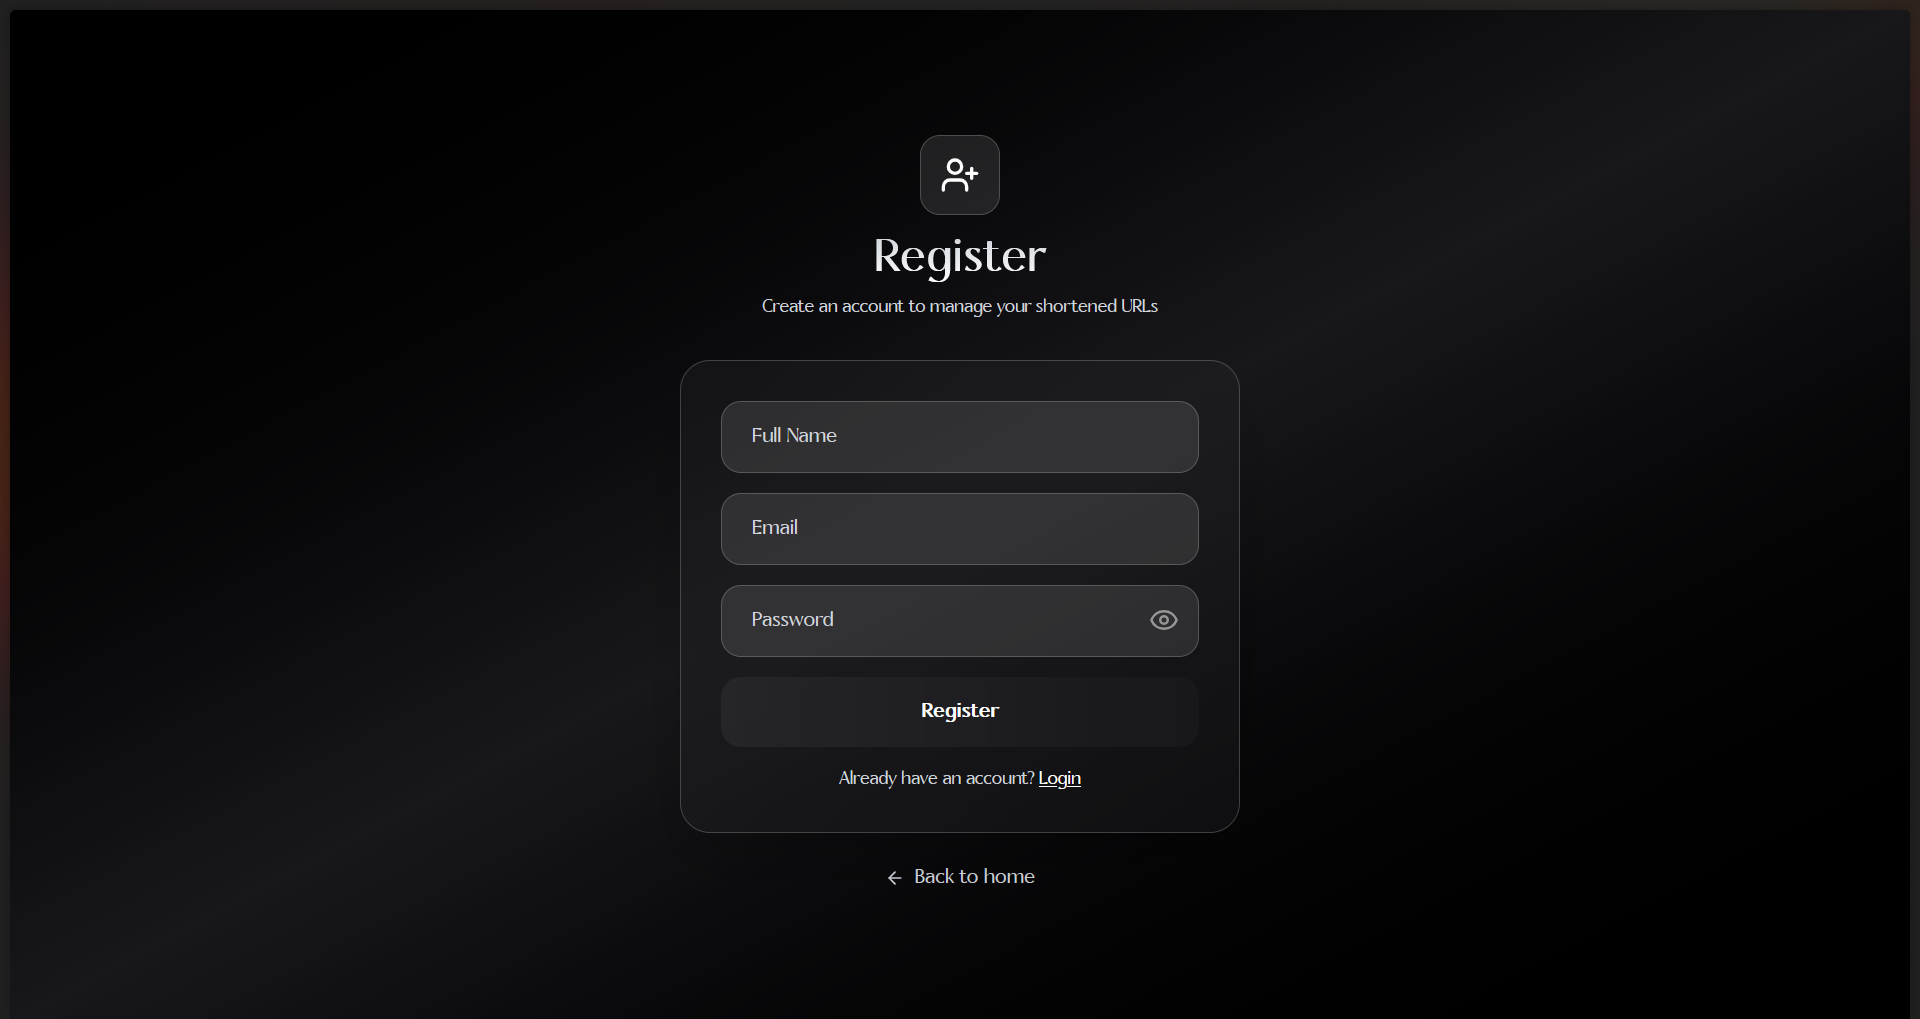 Register
Create an account to manage your shortened URLs
Full Name
Email
Password
Register
Already have an account? Login
Back to home